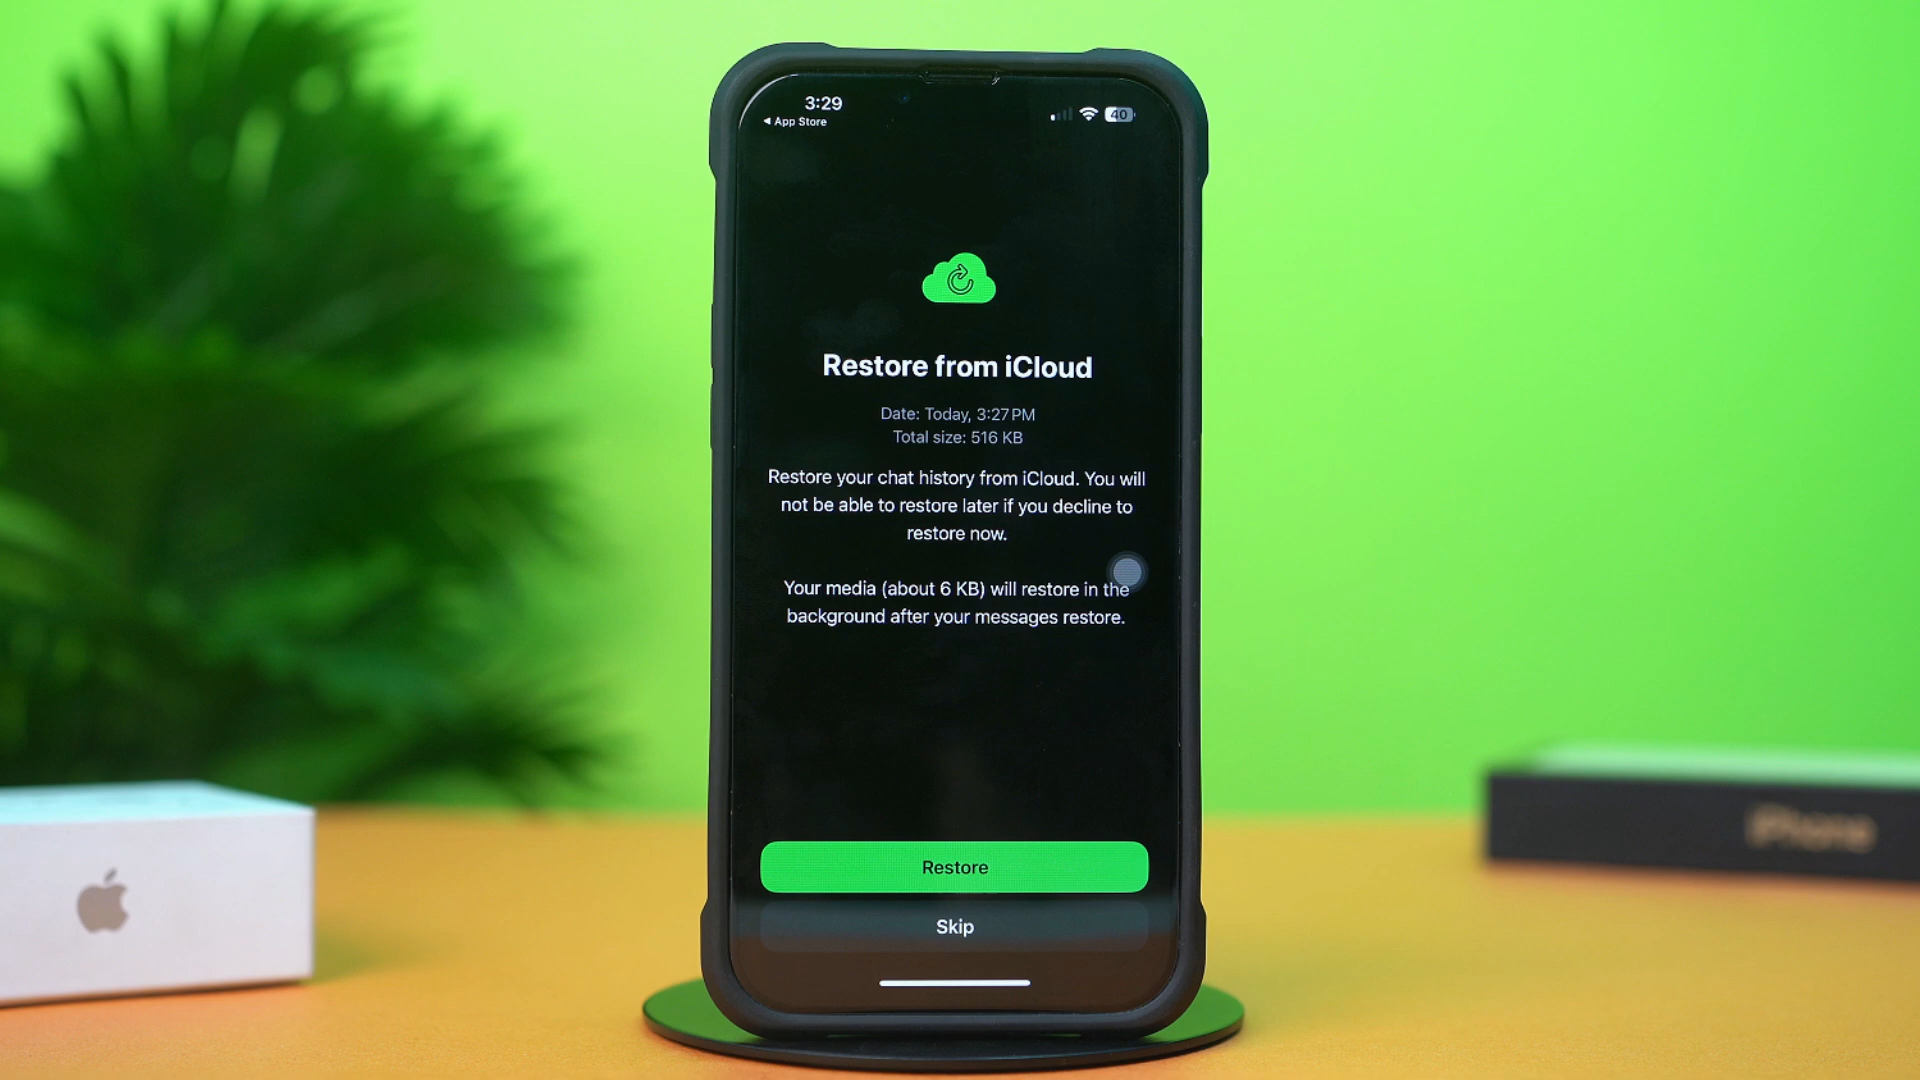 3:29
◀ App Store
40
Restore from iCloud
Date: Today, 3:27 PM
Total size: 516 KB
Restore your chat history from iCloud. You will
not be able to restore later if you decline to
restore now.
Your media (about 6 KB) will restore in the
background after your messages restore.
Restore
Skip
iPhone